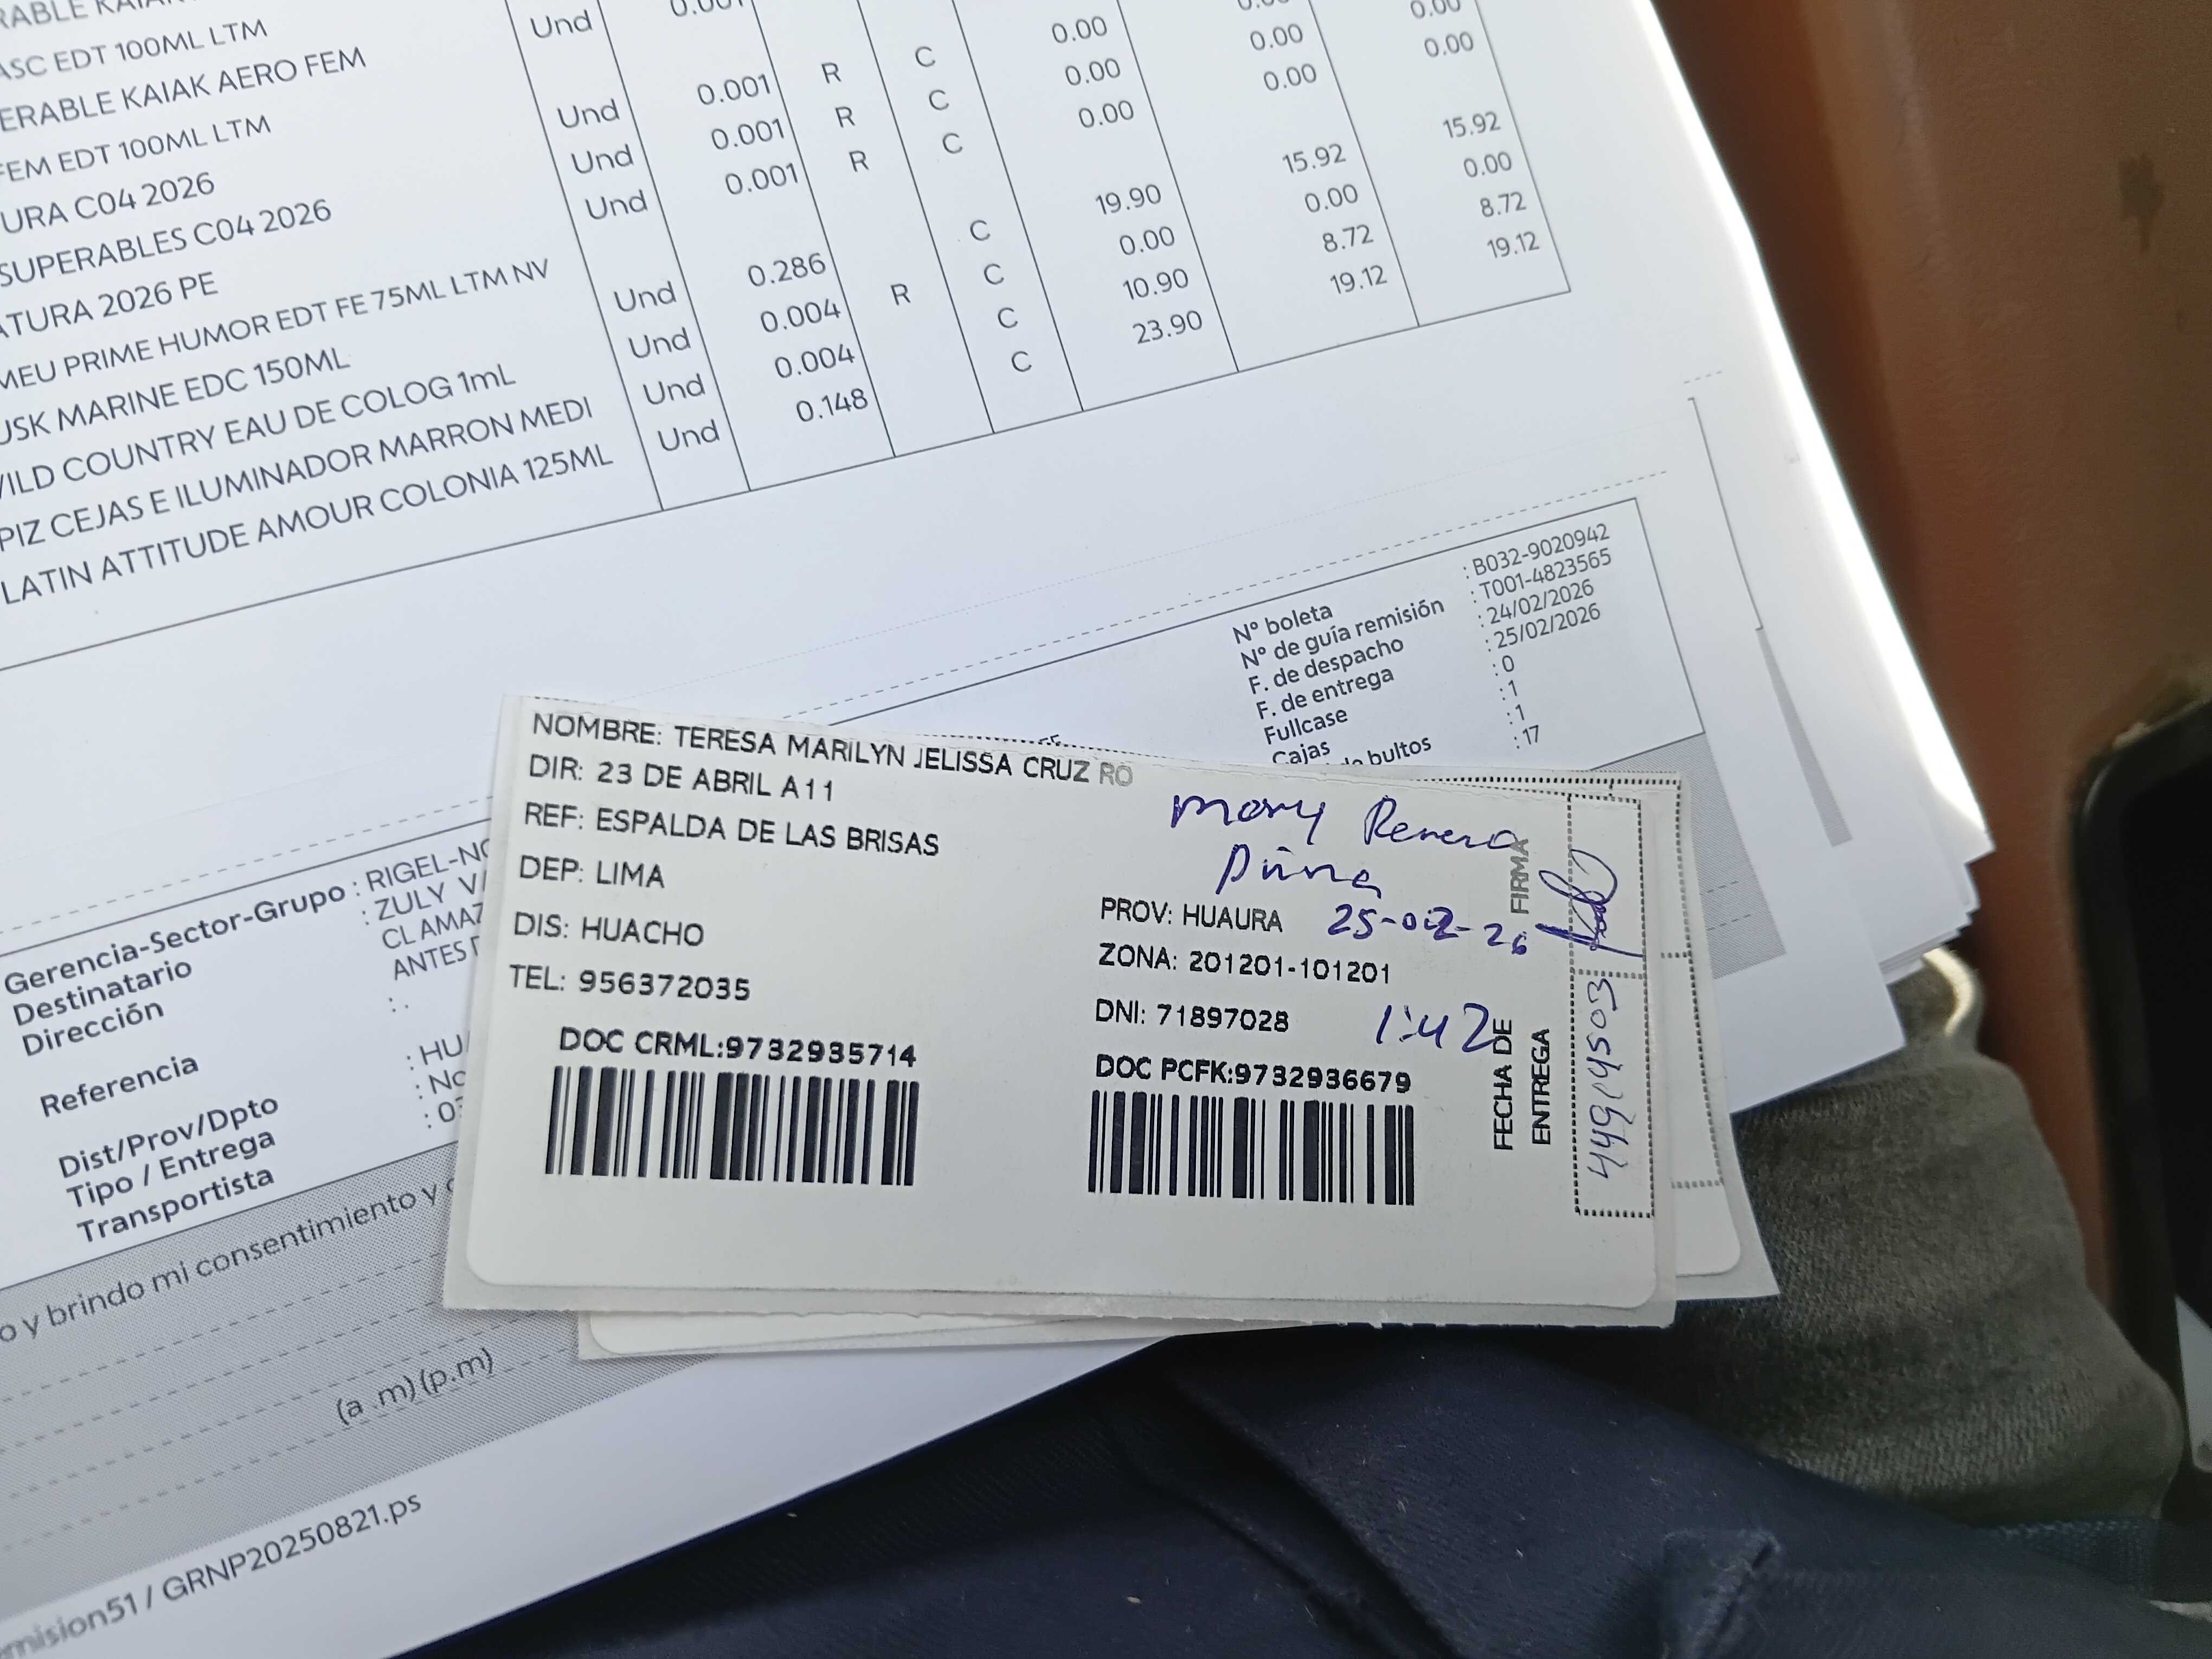 ASC EDT 100ML LTM Und 0.00
ERABLE KAIAK AERO FEM 0.001 R C 0.00 0.00 0.00
FEM EDT 100ML LTM Und 0.001 R C 0.00 0.00 0.00
URA C04 2026 Und 0.001 R C 0.00 0.00
SUPERABLES C04 2026 Und
ATURA 2026 PE
MEU PRIME HUMOR EDT FE 75ML LTM NV Und 0.286 C 19.90 15.92 15.92
USK MARINE EDC 150ML Und 0.004 R C 0.00 0.00 0.00
WILD COUNTRY EAU DE COLOG 1mL Und 0.004 C 10.90 8.72 8.72
PIZ CEJAS E ILUMINADOR MARRON MEDI Und 0.148 C 23.90 19.12 19.12
LATIN ATTITUDE AMOUR COLONIA 125ML
N° boleta : B032-9020942
N° de guía remisión : T001-4823565
F. de despacho : 24/02/2026
F. de entrega : 25/02/2026
Fullcase : 0
Cajas : 1
bultos : 1
: 17
Gerencia-Sector-Grupo : RIGEL-NO
Destinatario : ZULY V
Dirección CL AMAZ
ANTES D
Referencia : .
Dist/Prov/Dpto : HU
Tipo / Entrega : No
Transportista : 0
o y brindo mi consentimiento y
(a .m) (p.m)
mision51 / GRNP20250821.ps
NOMBRE: TERESA MARILYN JELISSA CRUZ RO
DIR: 23 DE ABRIL A11
REF: ESPALDA DE LAS BRISAS
DEP: LIMA
DIS: HUACHO
TEL: 956372035
DOC CRML:9732935714
PROV: HUAURA
25-02-26
ZONA: 201201-101201
DNI: 71897028
1:42
DOC PCFK:9732936679
FIRMA
FECHA DE
ENTREGA